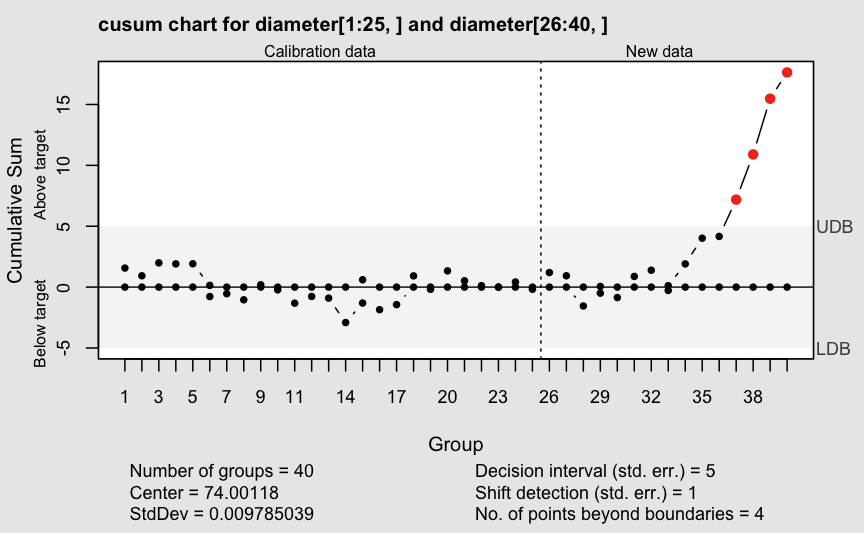 cusum chart for diameter[1:25, ] and diameter[26:40, ]
Calibration data
New data
Cumulative Sum
Above target
Below target
15
10
5
0
-5
UDB
LDB
1 3 5 7 9 11 14 17 20 23 26 29 32 35 38
Group
Number of groups = 40
Center = 74.00118
StdDev = 0.009785039
Decision interval (std. err.) = 5
Shift detection (std. err.) = 1
No. of points beyond boundaries = 4